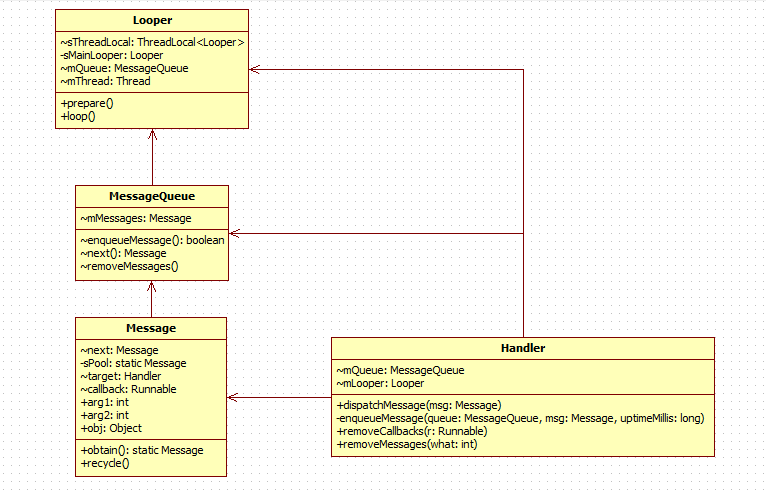 Looper
~sThreadLocal: ThreadLocal<Looper>
-sMainLooper: Looper
~mQueue: MessageQueue
~mThread: Thread
+prepare()
+loop()
MessageQueue
~mMessages: Message
~enqueueMessage(): boolean
~next(): Message
~removeMessages()
Message
~next: Message
-sPool: static Message
~target: Handler
~callback: Runnable
+arg1: int
+arg2: int
+obj: Object
+obtain(): static Message
+recycle()
Handler
~mQueue: MessageQueue
~mLooper: Looper
+dispatchMessage(msg: Message)
-enqueueMessage(queue: MessageQueue, msg: Message, uptimeMillis: long)
+removeCallbacks(r: Runnable)
+removeMessages(what: int)